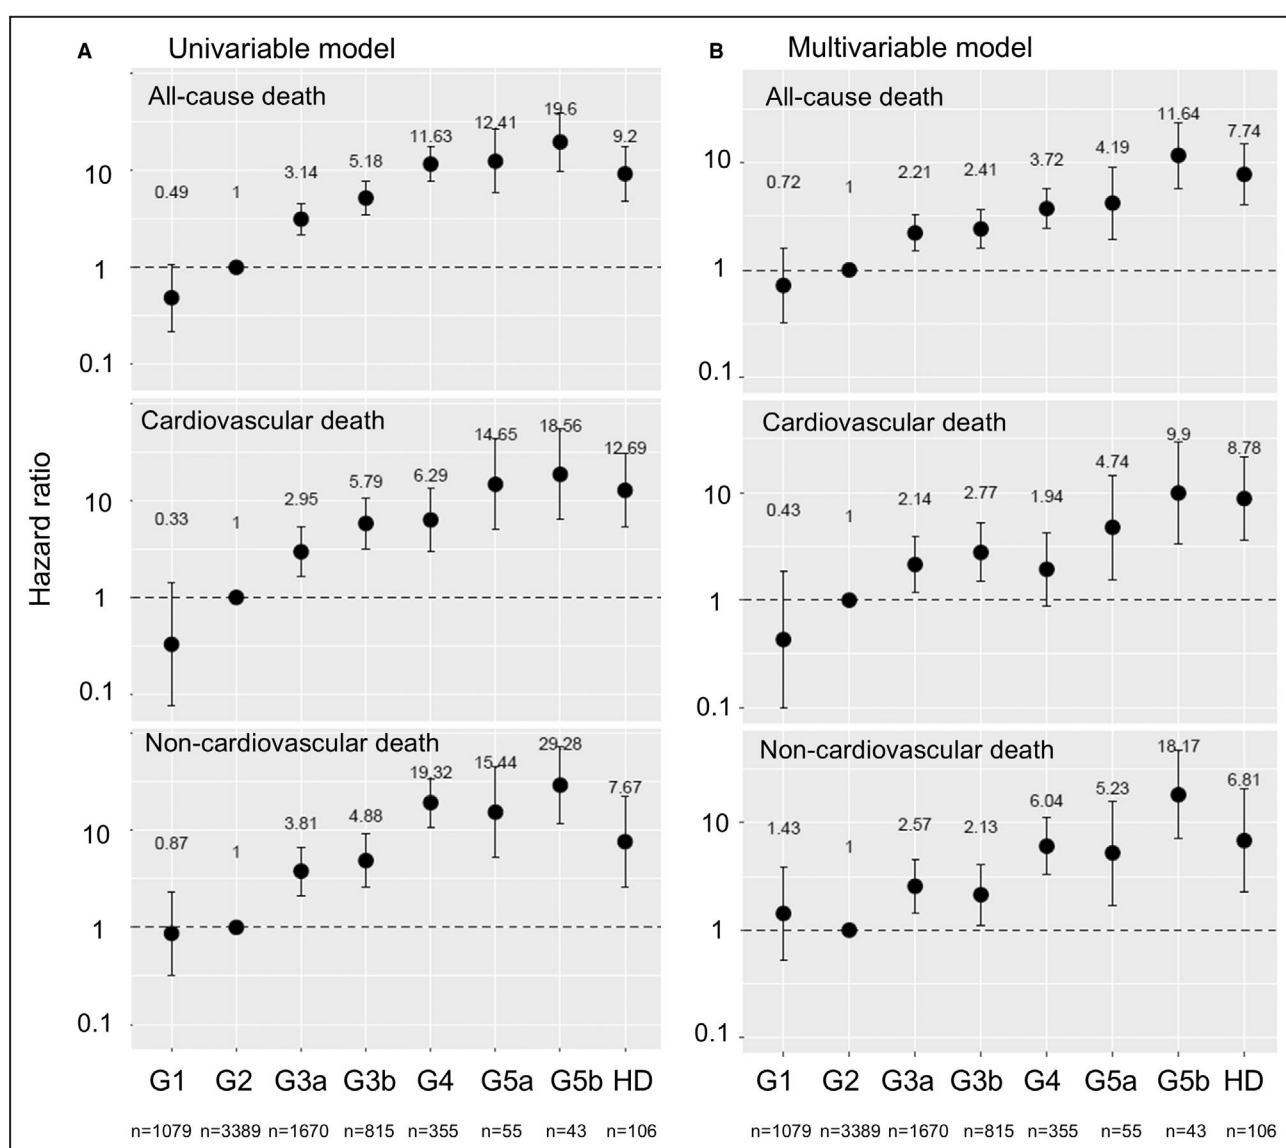 A Univariable model
All-cause death
0.49 1 3.14 5.18 11.63 12.41 19.6 9.2
10
1
0.1
Cardiovascular death
0.33 1 2.95 5.79 6.29 14.65 18.56 12.69
10
1
0.1
Non-cardiovascular death
0.87 1 3.81 4.88 19.32 15.44 29.28 7.67
10
1
0.1
G1 G2 G3a G3b G4 G5a G5b HD
n=1079 n=3389 n=1670 n=815 n=355 n=55 n=43 n=106
Hazard ratio
B Multivariable model
All-cause death
0.72 1 2.21 2.41 3.72 4.19 11.64 7.74
10
1
0.1
Cardiovascular death
0.43 1 2.14 2.77 1.94 4.74 9.9 8.78
10
1
0.1
Non-cardiovascular death
1.43 1 2.57 2.13 6.04 5.23 18.17 6.81
10
1
0.1
G1 G2 G3a G3b G4 G5a G5b HD
n=1079 n=3389 n=1670 n=815 n=355 n=55 n=43 n=106